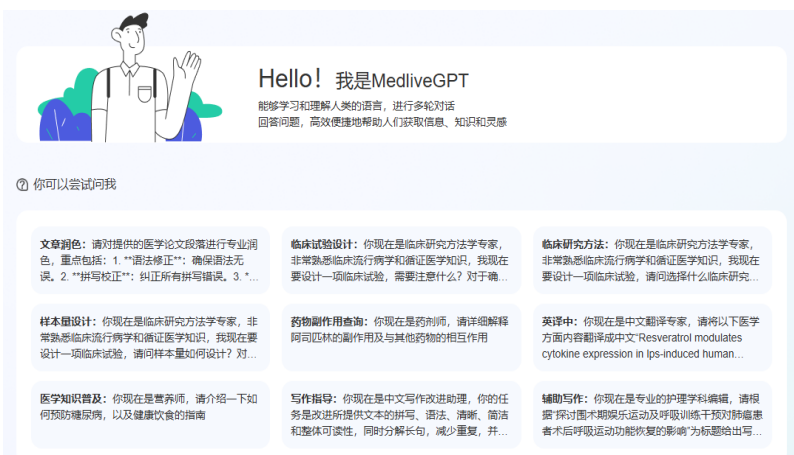 Hello！我是MedliveGPT
能够学习和理解人类的语言，进行多轮对话
回答问题，高效便捷地帮助人们获取信息、知识和灵感
你可以尝试问我
文章润色：请对提供的医学论文段落进行专业润
色，重点包括：1. **语法修正**：确保语法无
误。2. **拼写校正**：纠正所有拼写错误。3. *...
临床试验设计：你现在是临床研究方法学专家，
非常熟悉临床流行病学和循证医学知识，我现在
要设计一项临床试验，需要注意什么？对于确...
临床研究方法：你现在是临床研究方法学专家，
非常熟悉临床流行病学和循证医学知识，我现在
要设计一项临床试验，请问选择什么临床研究...
样本量设计：你现在是临床研究方法学专家，非
常熟悉临床流行病学和循证医学知识，我现在要
设计一项临床试验，请问样本量如何设计？对...
药物副作用查询：你现在是药剂师，请详细解释
阿司匹林的副作用及与其他药物的相互作用
英译中：你现在是中文翻译专家，请将以下医学
方面内容翻译成中文“Resveratrol modulates
cytokine expression in lps-induced human...
医学知识普及：你现在是营养师，请介绍一下如
何预防糖尿病，以及健康饮食的指南
写作指导：你现在是中文写作改进助理，你的任
务是改进所提供文本的拼写、语法、清晰、简洁
和整体可读性，同时分解长句，减少重复，并...
辅助写作：你现在是专业的护理学科编辑，请根
据“探讨围术期娱乐运动及呼吸训练干预对肺癌患
者术后呼吸运动功能恢复的影响”为标题给出写...